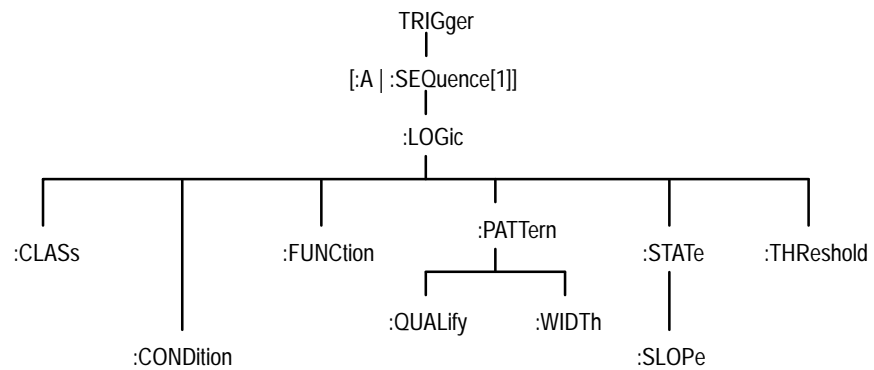 TRIGger
[:A | :SEQuence[1]]
:LOGic
:CLASs
:CONDition
:FUNCtion
:PATTern
:QUALify
:WIDTh
:STATe
:SLOPe
:THReshold